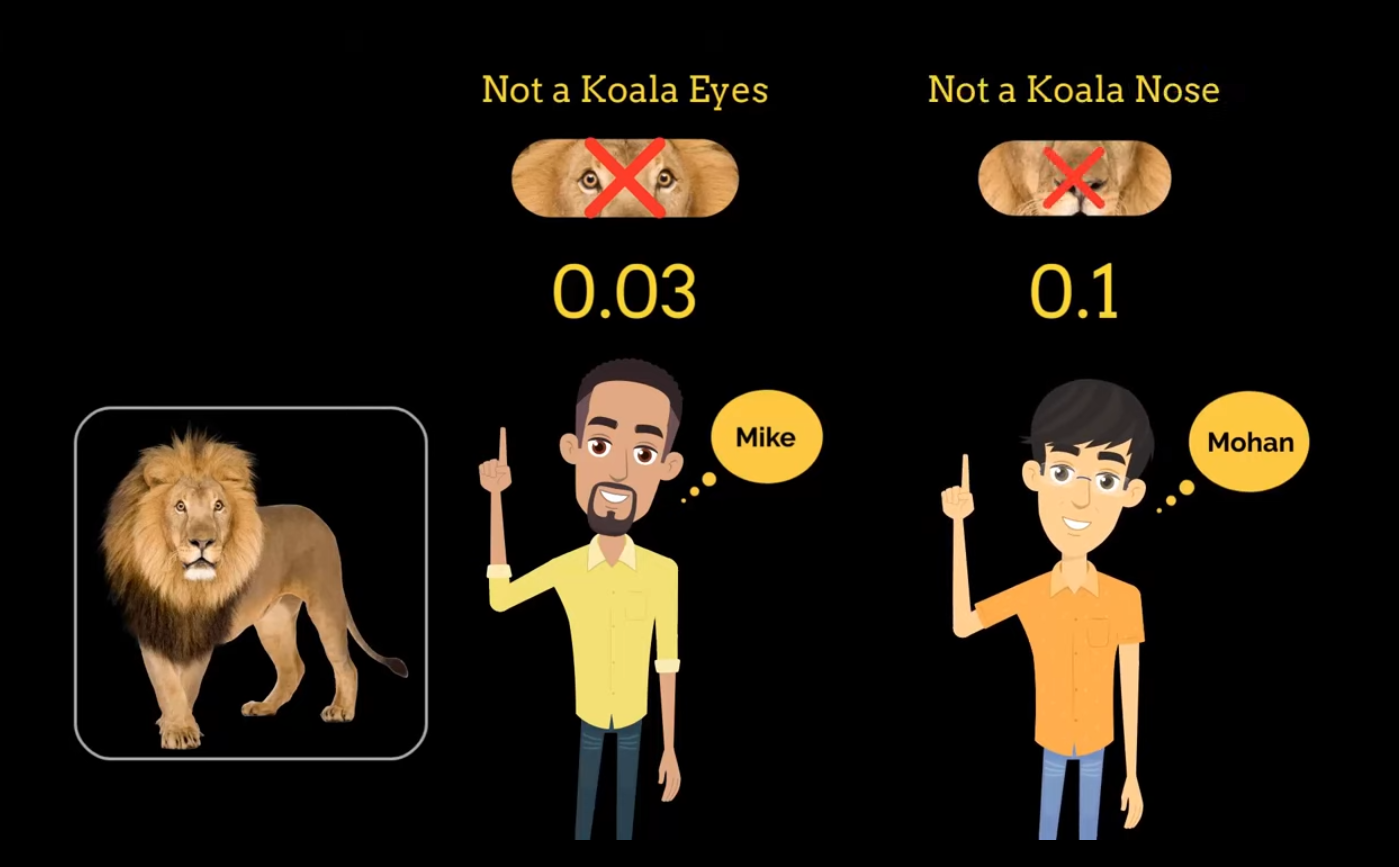 Not a Koala Eyes
Not a Koala Nose
0.03
0.1
Mike
Mohan